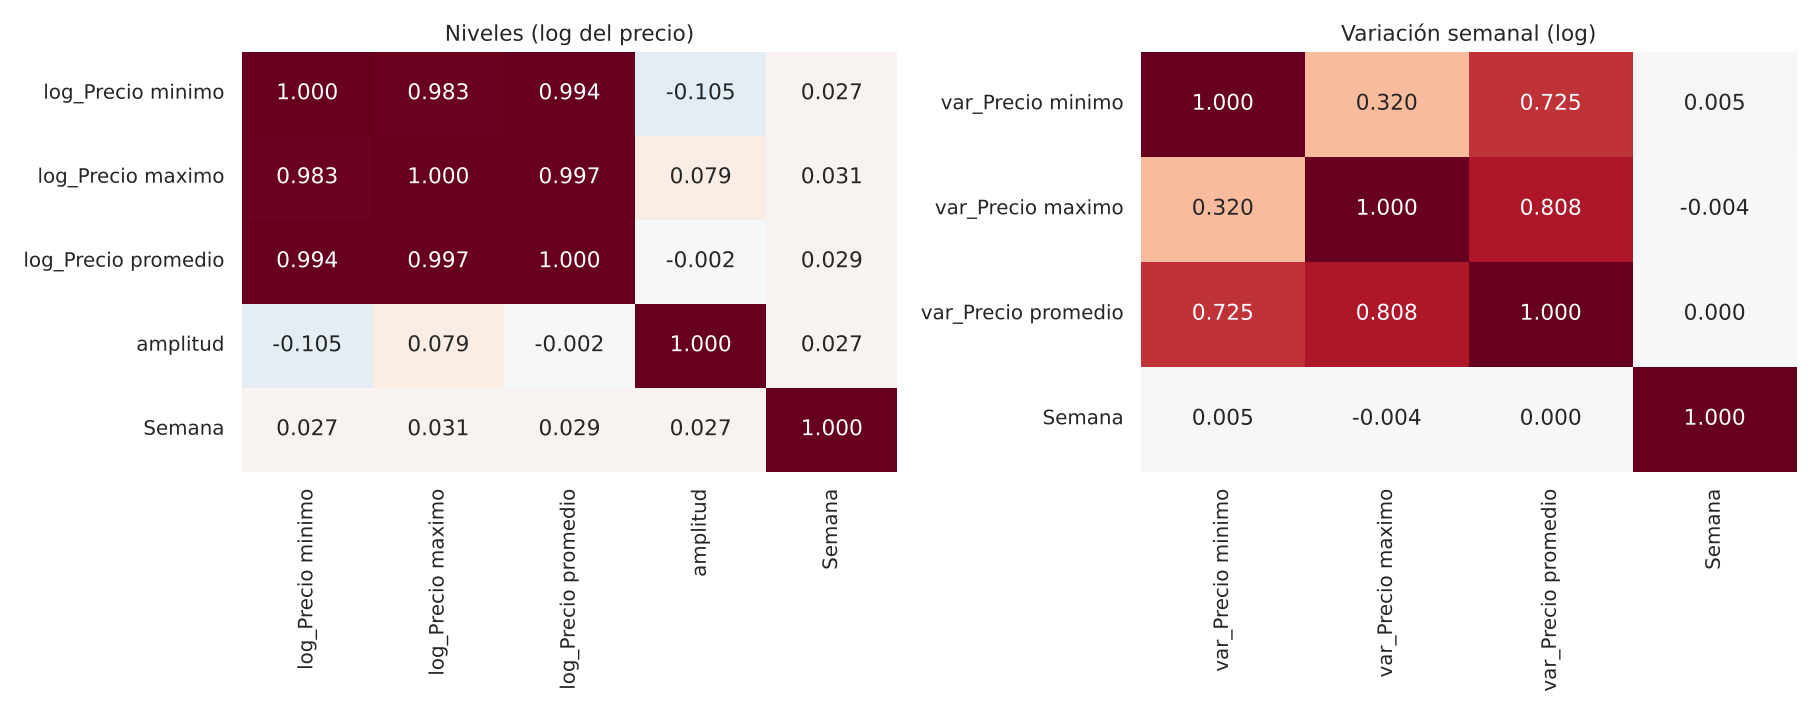 Niveles (log del precio)
log_Precio minimo 1.000 0.983 0.994 -0.105 0.027
log_Precio maximo 0.983 1.000 0.997 0.079 0.031
log_Precio promedio 0.994 0.997 1.000 -0.002 0.029
amplitud -0.105 0.079 -0.002 1.000 0.027
Semana 0.027 0.031 0.029 0.027 1.000
log_Precio minimo
log_Precio maximo
log_Precio promedio
amplitud
Semana
Variación semanal (log)
var_Precio minimo 1.000 0.320 0.725 0.005
var_Precio maximo 0.320 1.000 0.808 -0.004
var_Precio promedio 0.725 0.808 1.000 0.000
Semana 0.005 -0.004 0.000 1.000
var_Precio minimo
var_Precio maximo
var_Precio promedio
Semana